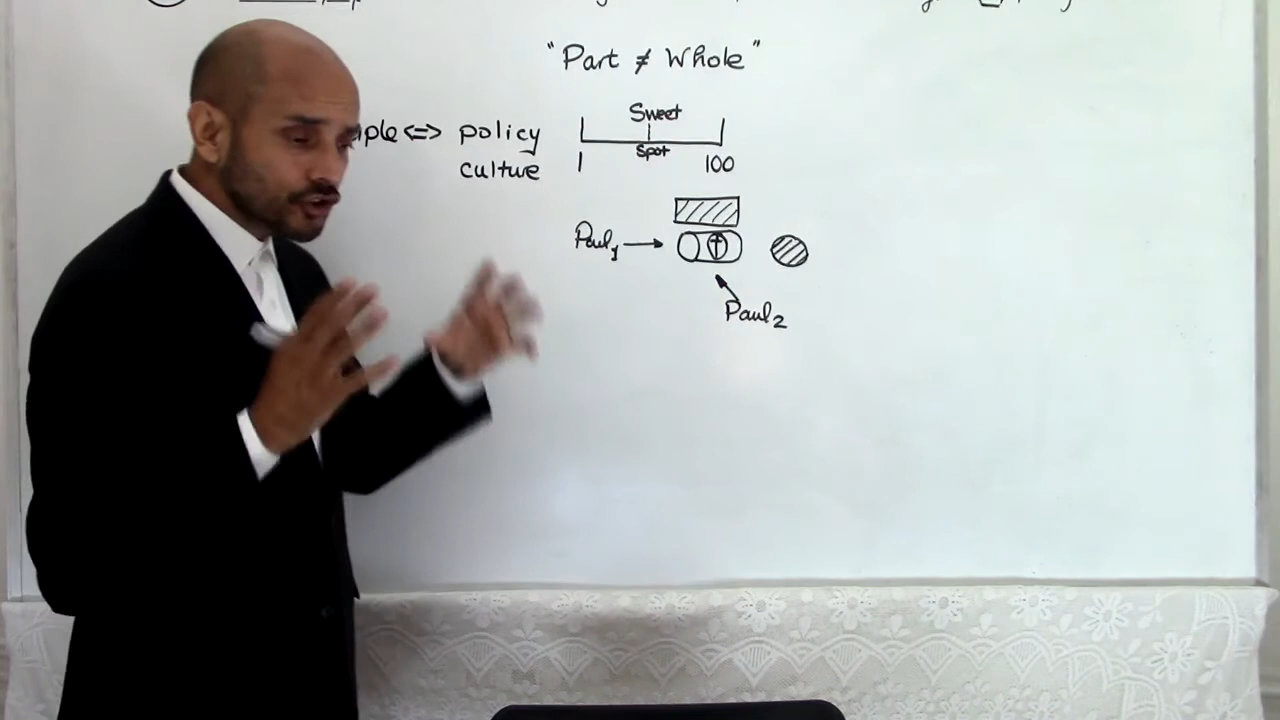 "Part ≠ Whole"
Sweet
⇔ policy
Spot
culture 1 100
Paul1 →
Paul2